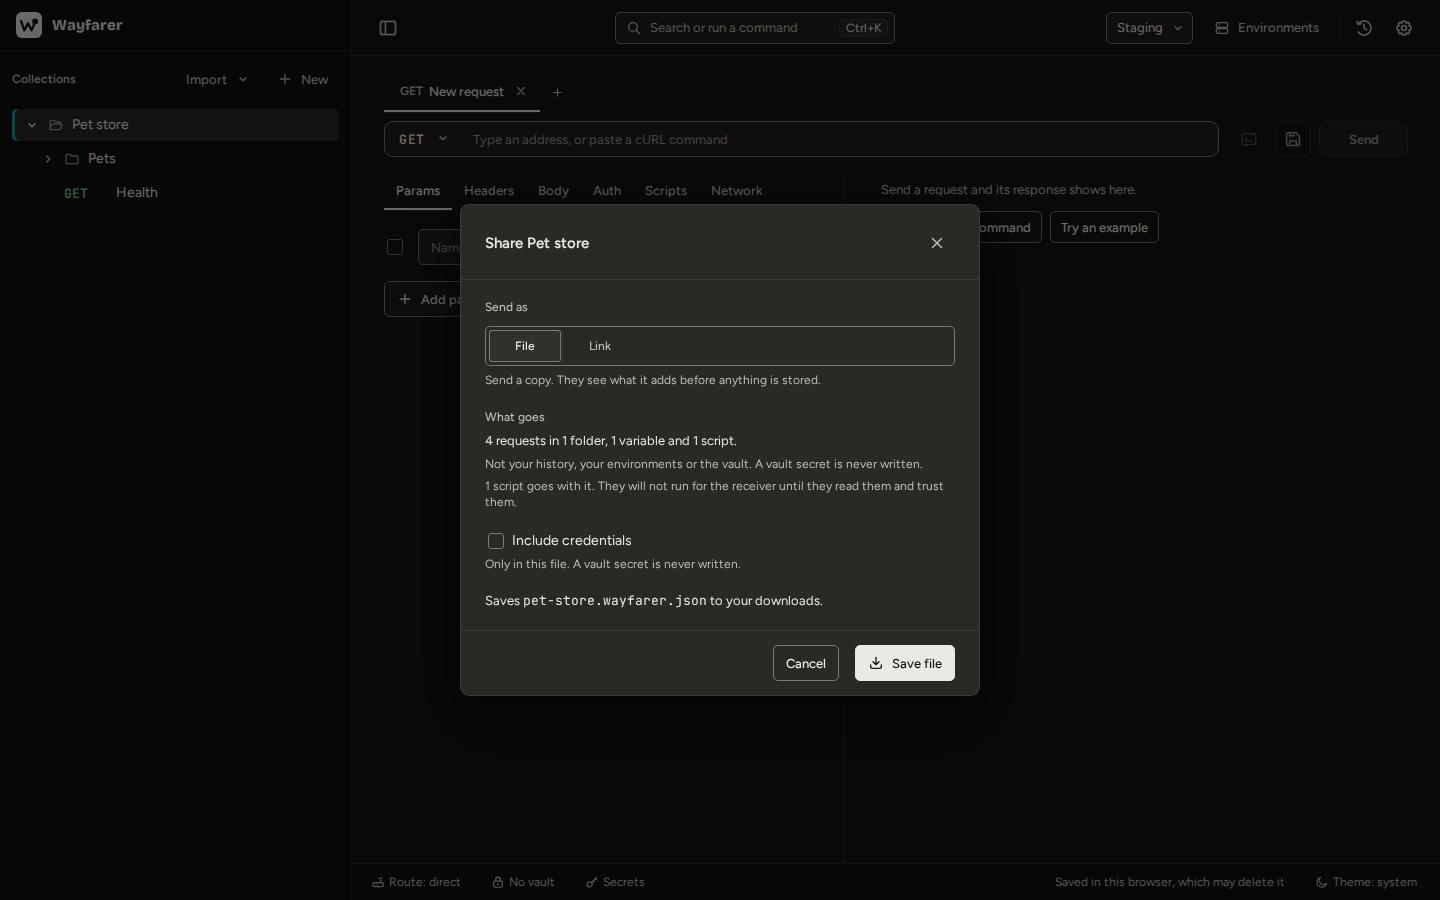 Wayfarer
Search or run a command
Ctrl+K
Staging
Environments
Collections
Import
New
Pet store
Pets
GET Health
GET New request
GET
Type an address, or paste a cURL command
Send
Params
Headers
Body
Auth
Scripts
Network
Send a request and its response shows here.
ommand
Try an example
Nam
Add pa
Share Pet store
Send as
File
Link
Send a copy. They see what it adds before anything is stored.
What goes
4 requests in 1 folder, 1 variable and 1 script.
Not your history, your environments or the vault. A vault secret is never written.
1 script goes with it. They will not run for the receiver until they read them and trust
them.
Include credentials
Only in this file. A vault secret is never written.
Saves pet-store.wayfarer.json to your downloads.
Cancel
Save file
Route: direct
No vault
Secrets
Saved in this browser, which may delete it
Theme: system